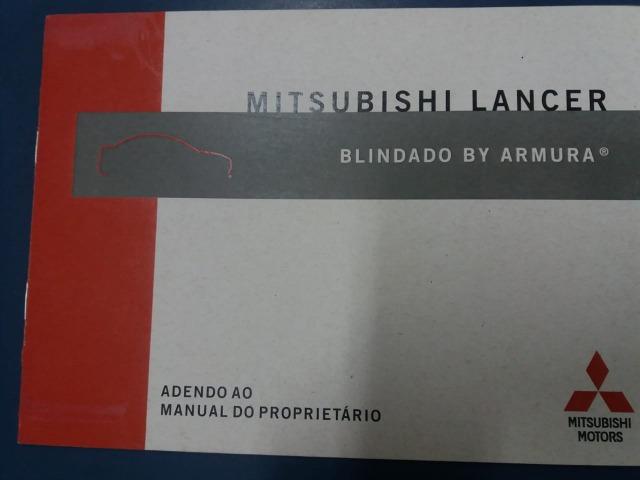 MITSUBISHI LANCER
BLINDADO BY ARMURA®
ADENDO AO
MANUAL DO PROPRIETÁRIO
MITSUBISHI
MOTORS